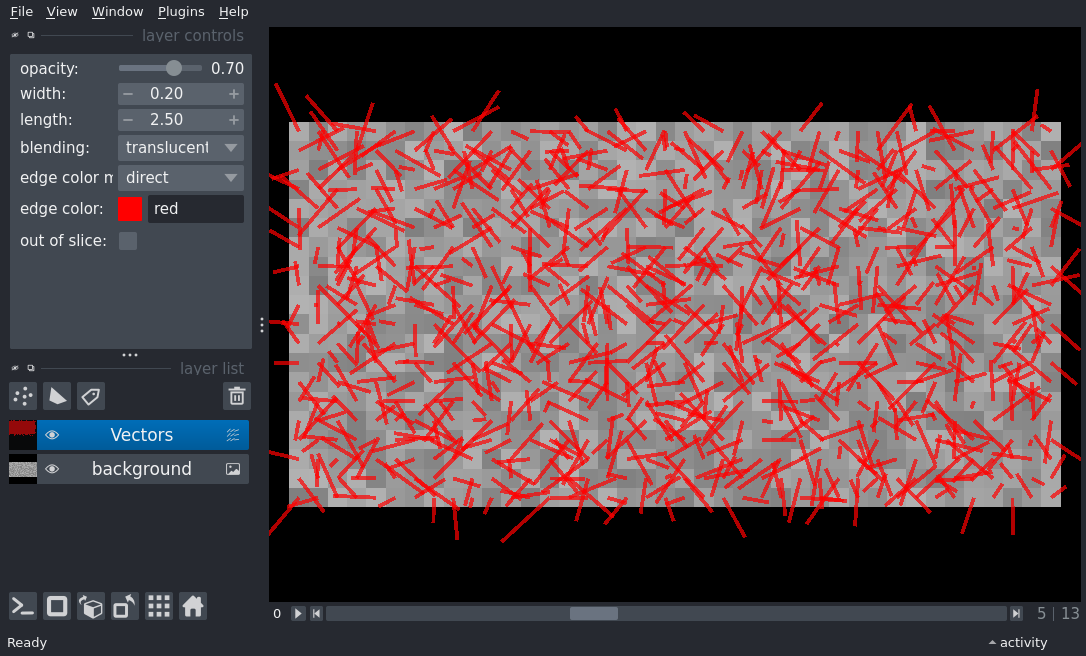 File View Window Plugins Help
layer controls
opacity: 0.70
width: 0.20
length: 2.50
blending: translucent
edge color m direct
edge color: red
out of slice:
layer list
Vectors
background
0 5 | 13
Ready activity